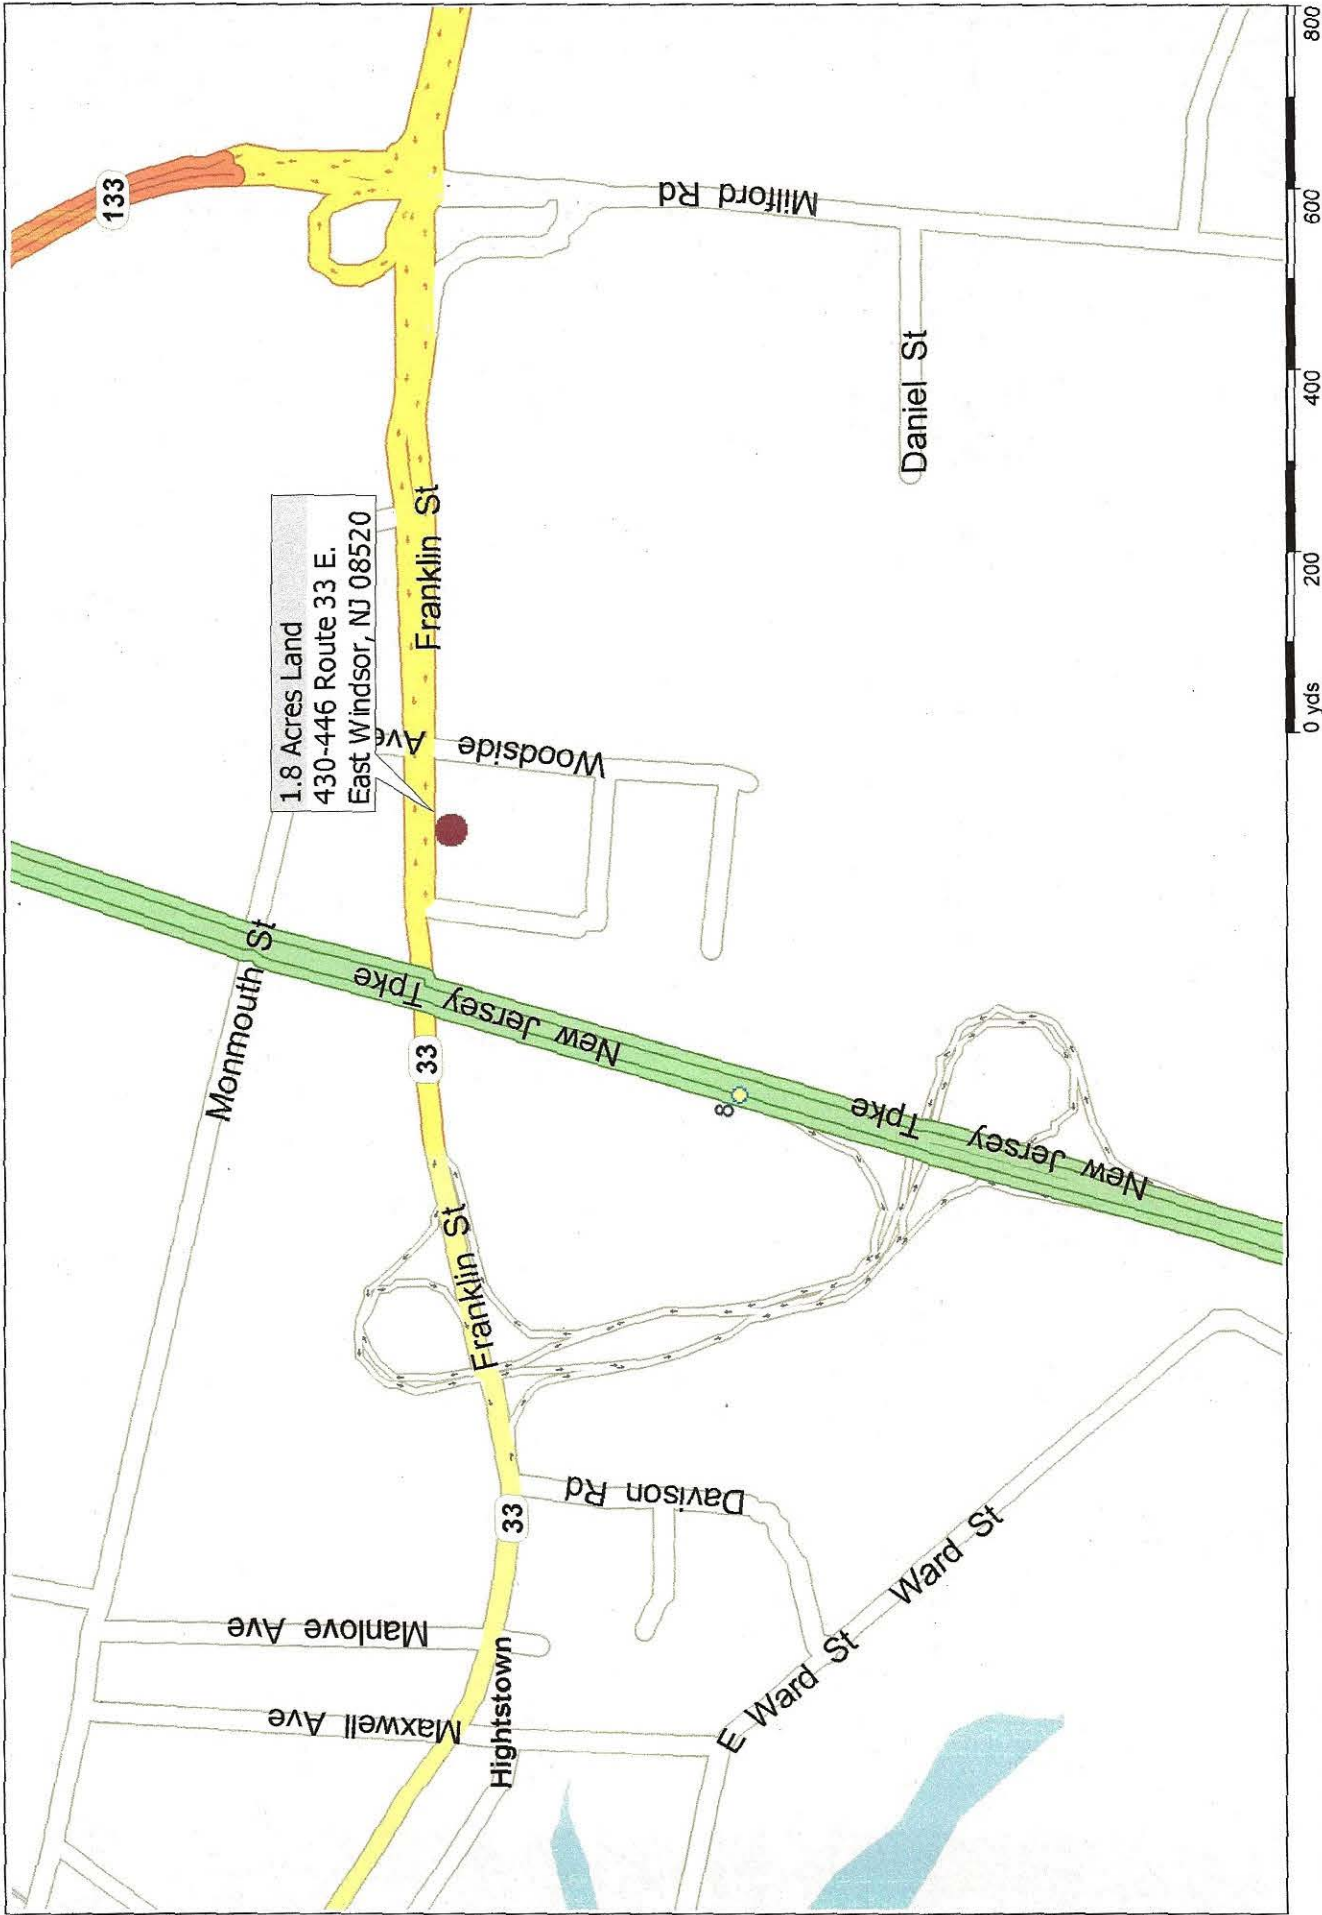 133
Milford Rd
Daniel St
1.8 Acres Land
430-446 Route 33 E.
East Windsor, NJ 08520
Franklin St
Woodside Ave
Monmouth St
New Jersey Tpke
33
8
New Jersey Tpke
Franklin St
33
Davison Rd
Ward St
E Ward St
Manlove Ave
Maxwell Ave
Hightstown
0 yds 200 400 600 800